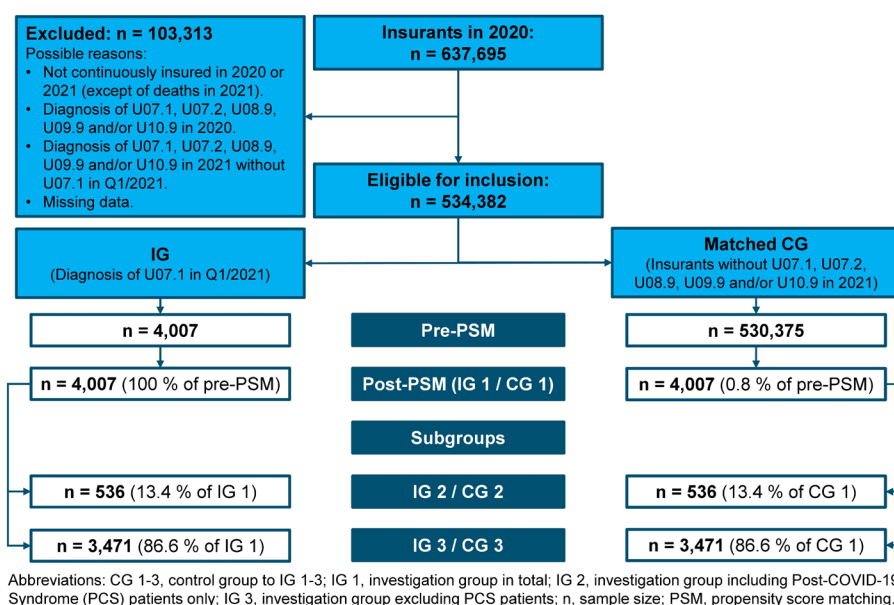 Excluded: n = 103,313
Possible reasons:
• Not continuously insured in 2020 or
2021 (except of deaths in 2021).
• Diagnosis of U07.1, U07.2, U08.9,
U09.9 and/or U10.9 in 2020.
• Diagnosis of U07.1, U07.2, U08.9,
U09.9 and/or U10.9 in 2021 without
U07.1 in Q1/2021.
• Missing data.
Insurants in 2020:
n = 637,695
Eligible for inclusion:
n = 534,382
IG
(Diagnosis of U07.1 in Q1/2021)
Matched CG
(Insurants without U07.1, U07.2,
U08.9, U09.9 and/or U10.9 in 2021)
n = 4,007
Pre-PSM
n = 530,375
n = 4,007 (100 % of pre-PSM)
Post-PSM (IG 1 / CG 1)
n = 4,007 (0.8 % of pre-PSM)
Subgroups
n = 536 (13.4 % of IG 1)
IG 2 / CG 2
n = 536 (13.4 % of CG 1)
n = 3,471 (86.6 % of IG 1)
IG 3 / CG 3
n = 3,471 (86.6 % of CG 1)
Abbreviations: CG 1-3, control group to IG 1-3; IG 1, investigation group in total; IG 2, investigation group including Post-COVID-19
Syndrome (PCS) patients only; IG 3, investigation group excluding PCS patients; n, sample size; PSM, propensity score matching.